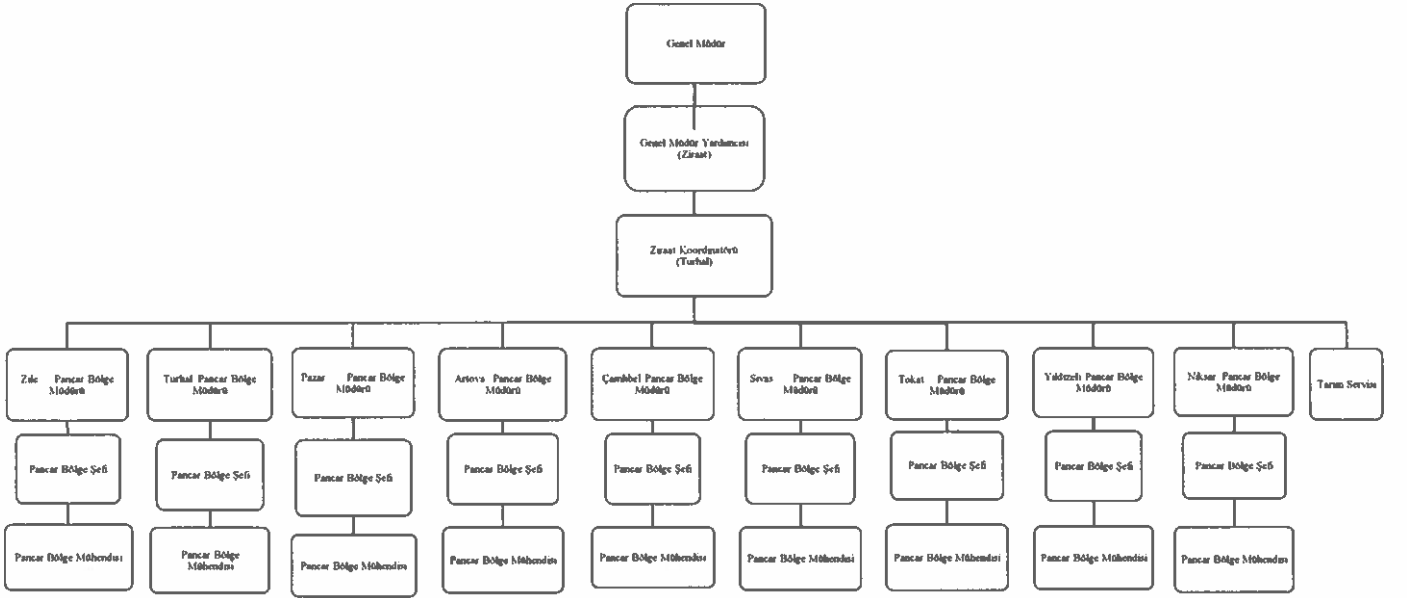 Genel Müdür
Genel Müdür Yardımcısı
(Ziraat)
Ziraat Koordinatörü
(Turhal)
Zile Pancar Bölge
Müdürü
Turhal Pancar Bölge
Müdürü
Pazar Pancar Bölge
Müdürü
Artova Pancar Bölge
Müdürü
Çamlıbel Pancar Bölge
Müdürü
Sivas Pancar Bölge
Müdürü
Tokat Pancar Bölge
Müdürü
Yıldızeli Pancar Bölge
Müdürü
Niksar Pancar Bölge
Müdürü
Tarım Servisi
Pancar Bölge Şefi
Pancar Bölge Şefi
Pancar Bölge Şefi
Pancar Bölge Şefi
Pancar Bölge Şefi
Pancar Bölge Şefi
Pancar Bölge Şefi
Pancar Bölge Şefi
Pancar Bölge Şefi
Pancar Bölge Mühendisi
Pancar Bölge
Mühendisi
Pancar Bölge Mühendisi
Pancar Bölge Mühendisi
Pancar Bölge Mühendisi
Pancar Bölge Mühendisi
Pancar Bölge Mühendisi
Pancar Bölge Mühendisi
Pancar Bölge Mühendisi